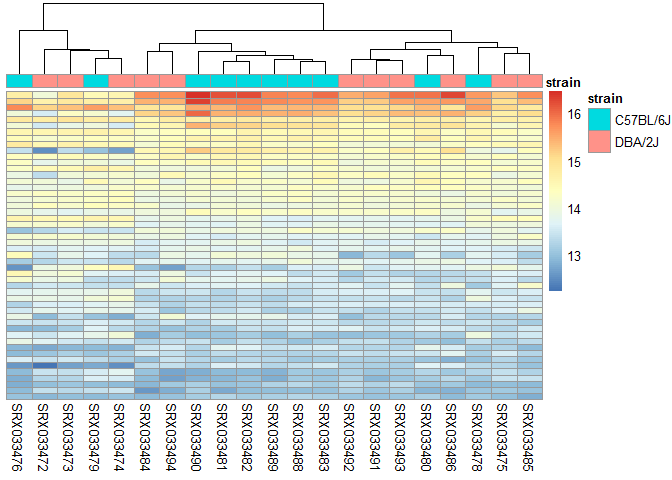 strain
strain
C57BL/6J
DBA/2J
16
15
14
13
SRX033476
SRX033472
SRX033473
SRX033479
SRX033474
SRX033484
SRX033494
SRX033490
SRX033481
SRX033482
SRX033489
SRX033488
SRX033483
SRX033492
SRX033491
SRX033493
SRX033480
SRX033486
SRX033478
SRX033475
SRX033485